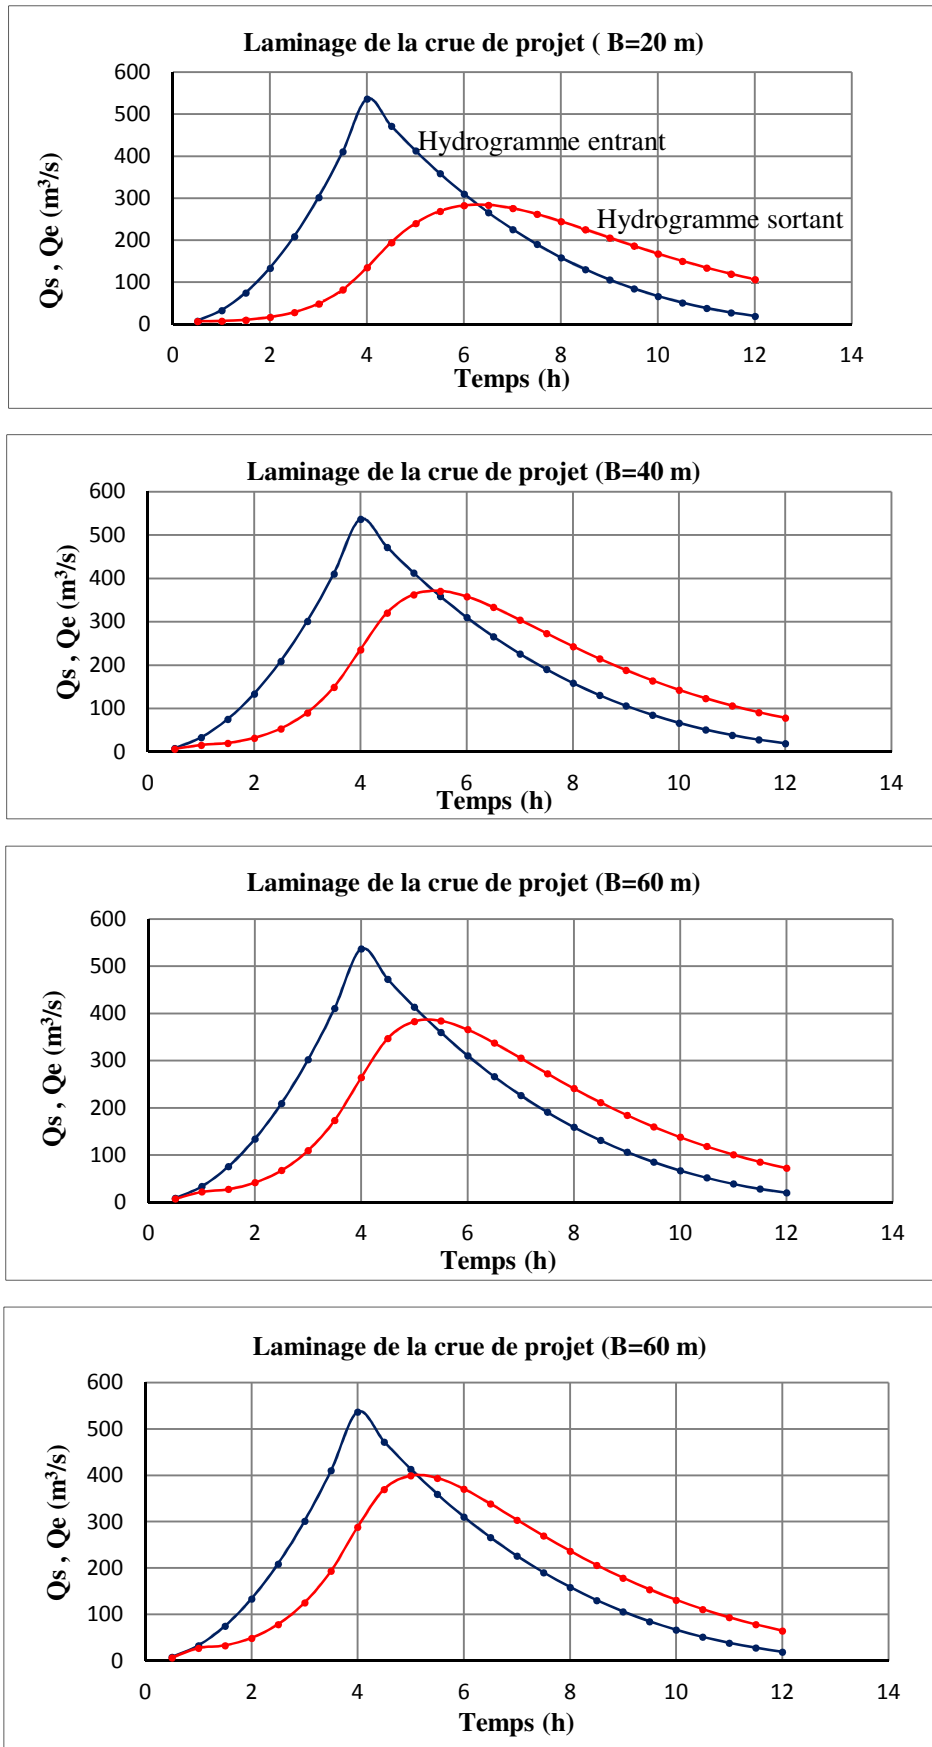 Laminage de la crue de projet ( B=20 m)
600
500
400
300
200
100
0
Qs , Qe (m³/s)
Hydrogramme entrant
Hydrogramme sortant
0 2 4 6 8 10 12 14
Temps (h)
Laminage de la crue de projet (B=40 m)
600
500
400
300
200
100
0
Qs , Qe (m³/s)
0 2 4 6 8 10 12 14
Temps (h)
Laminage de la crue de projet (B=60 m)
600
500
400
300
200
100
0
Qs , Qe (m³/s)
0 2 4 6 8 10 12 14
Temps (h)
Laminage de la crue de projet (B=60 m)
600
500
400
300
200
100
0
Qs , Qe (m³/s)
0 2 4 6 8 10 12 14
Temps (h)